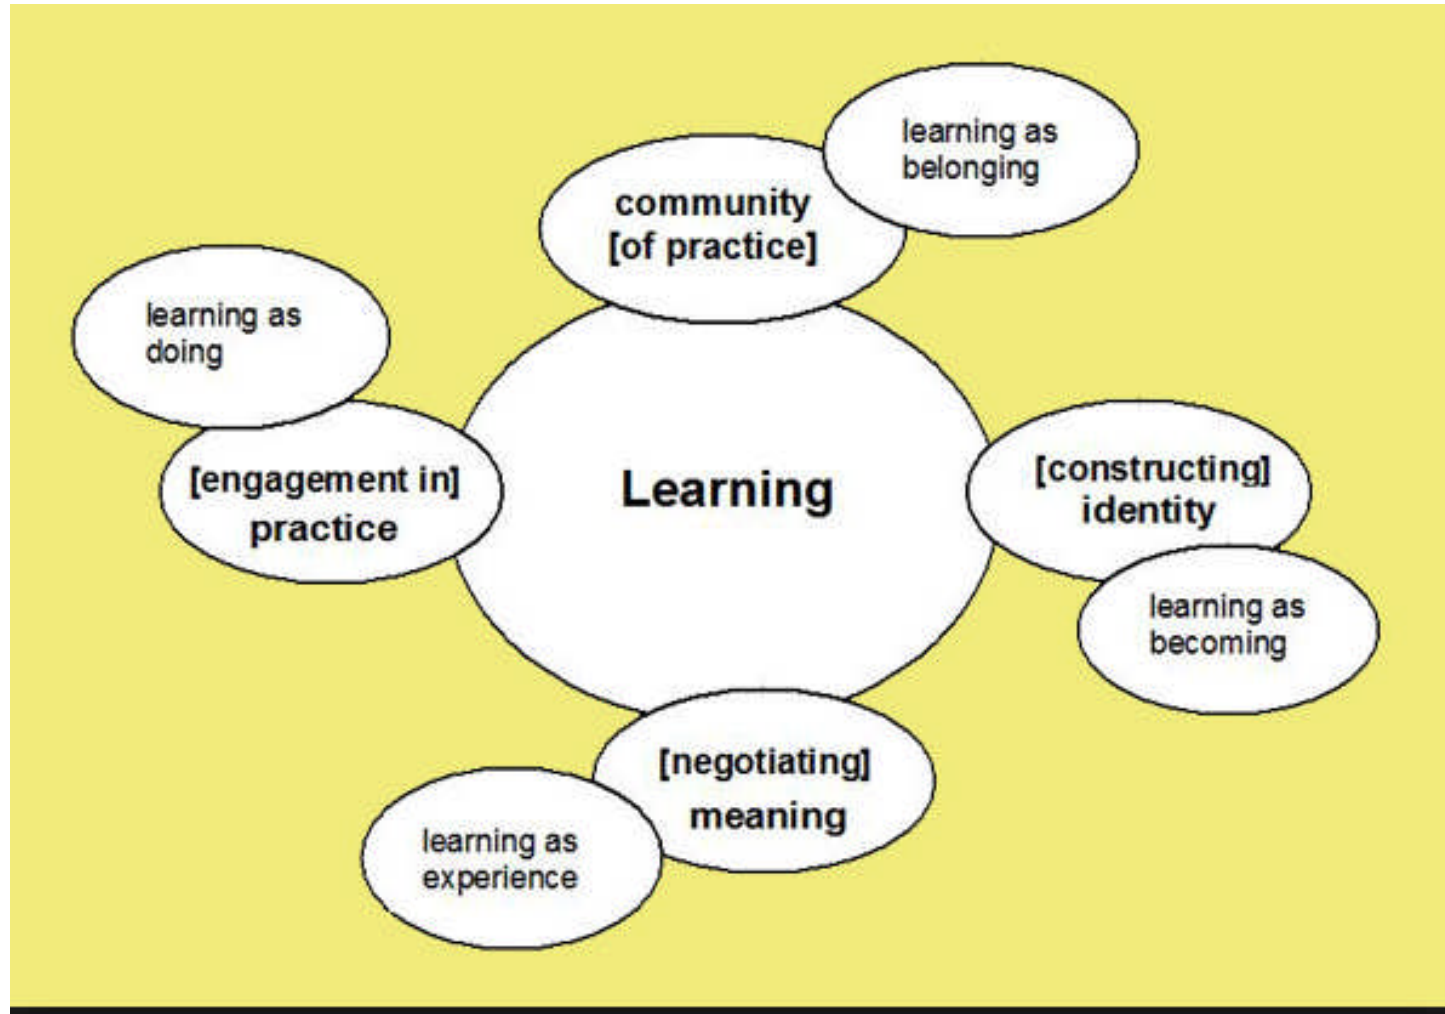 learning as
belonging
community
[of practice]
learning as
doing
[engagement in]
practice
Learning
[constructing]
identity
learning as
becoming
[negotiating]
meaning
learning as
experience